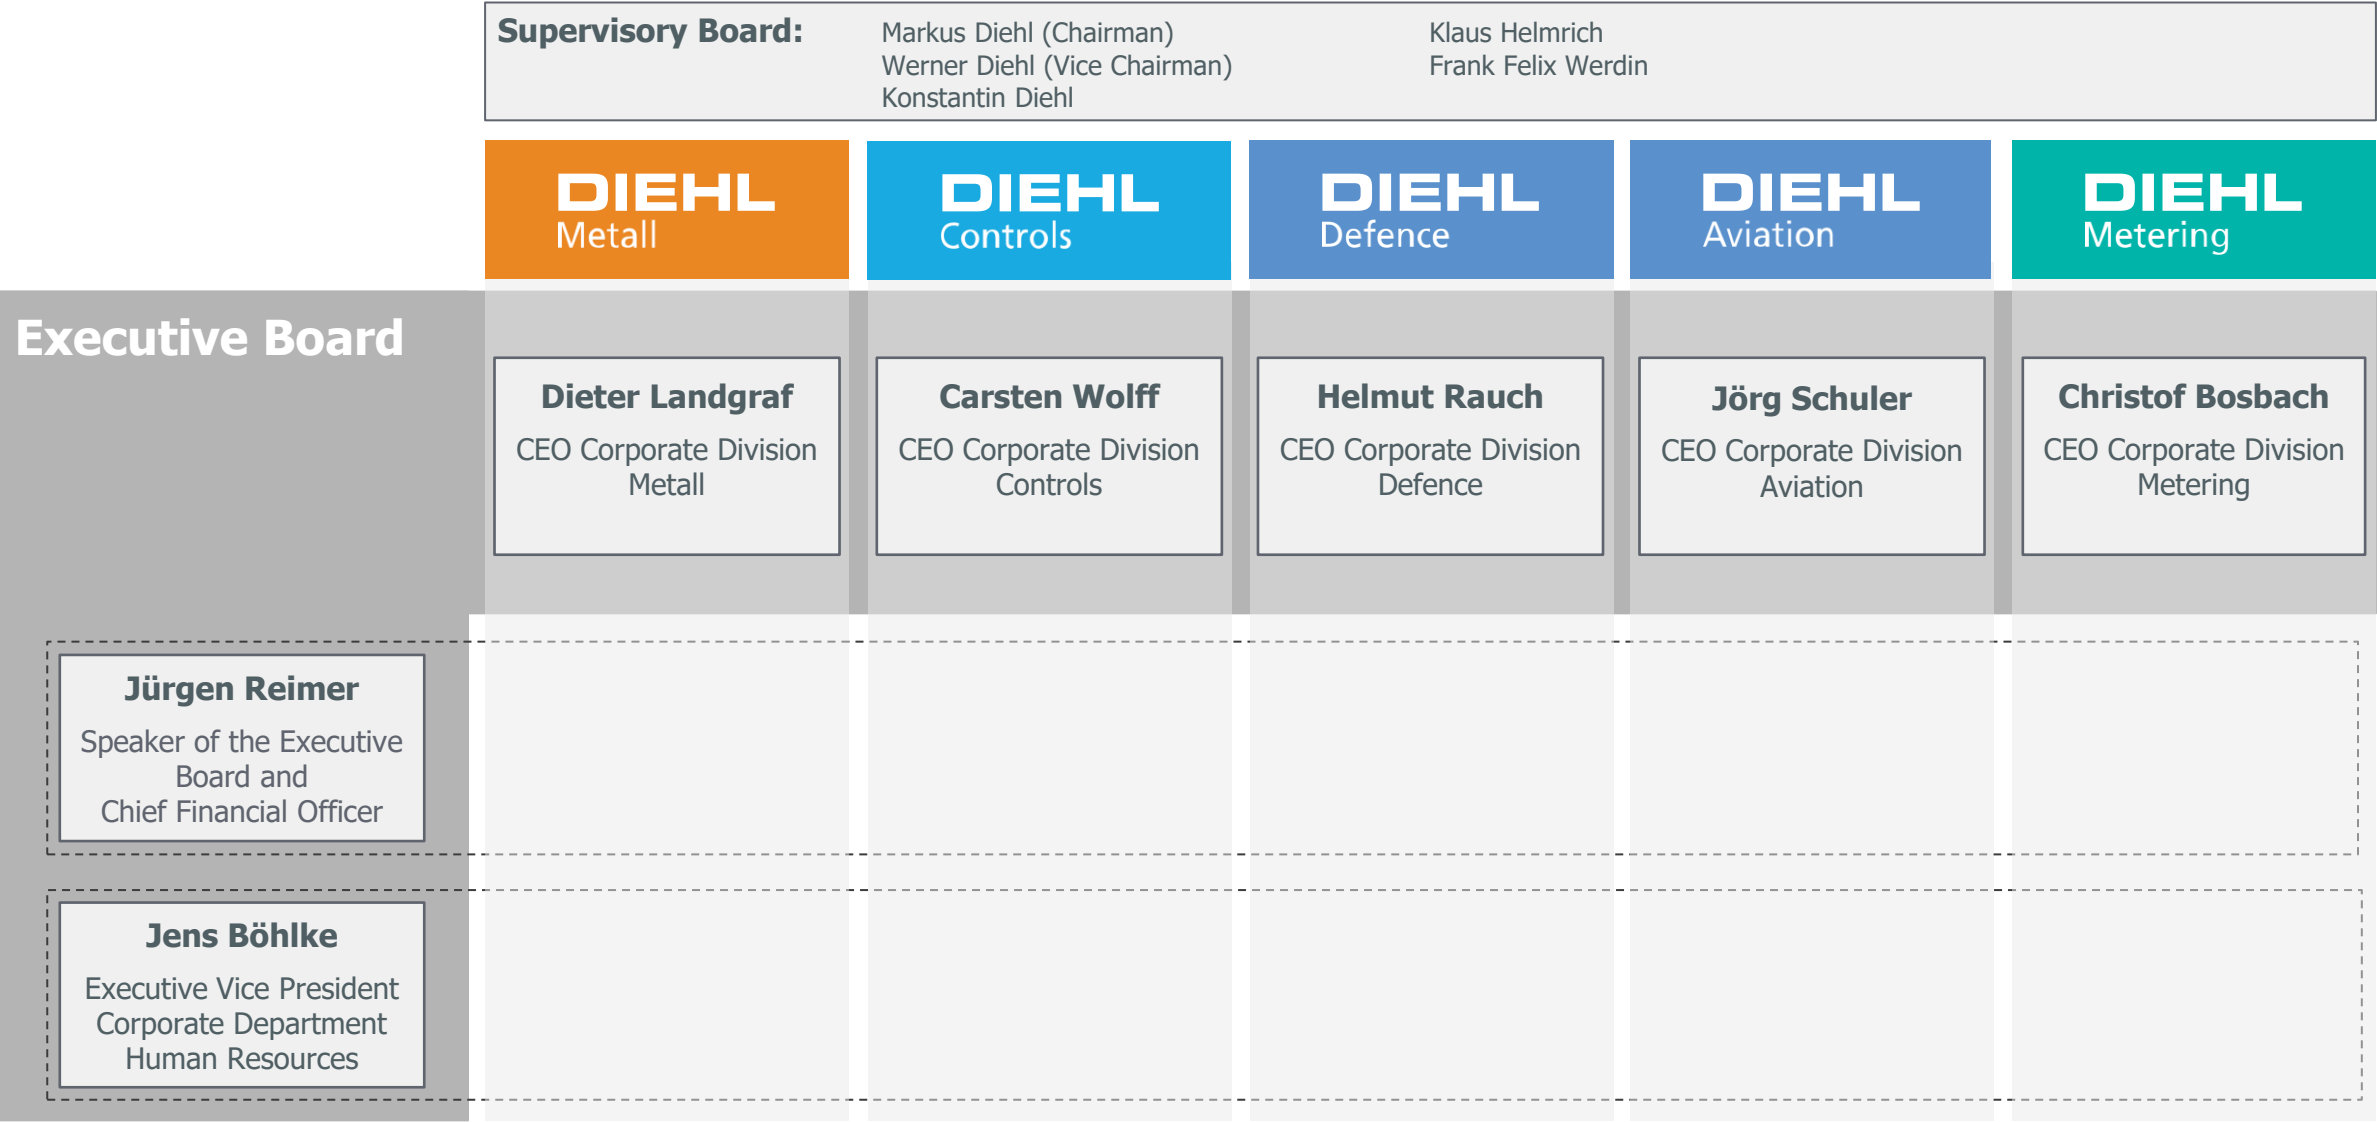 Supervisory Board:
Markus Diehl (Chairman)
Werner Diehl (Vice Chairman)
Konstantin Diehl
Klaus Helmrich
Frank Felix Werdin
DIEHL
Metall
DIEHL
Controls
DIEHL
Defence
DIEHL
Aviation
DIEHL
Metering
Executive Board
Dieter Landgraf
CEO Corporate Division
Metall
Carsten Wolff
CEO Corporate Division
Controls
Helmut Rauch
CEO Corporate Division
Defence
Jörg Schuler
CEO Corporate Division
Aviation
Christof Bosbach
CEO Corporate Division
Metering
Jürgen Reimer
Speaker of the Executive
Board and
Chief Financial Officer
Jens Böhlke
Executive Vice President
Corporate Department
Human Resources